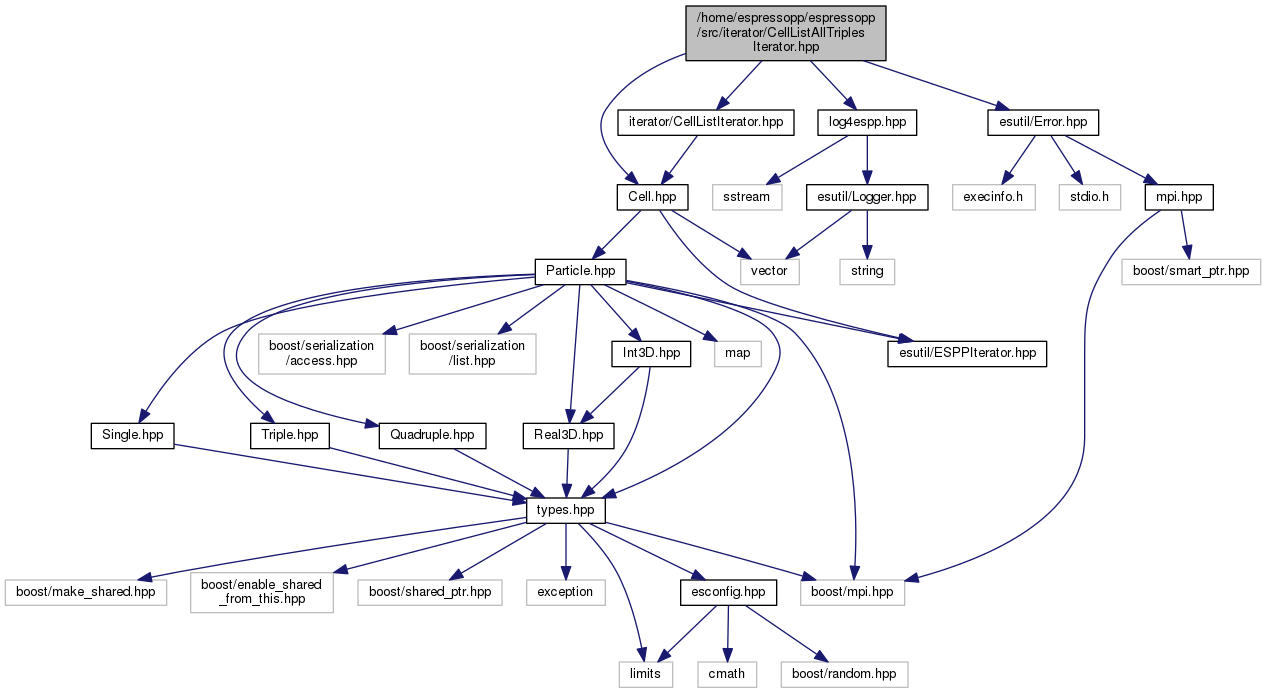 /home/espressopp/espressopp
/src/iterator/CellListAllTriples
Iterator.hpp
iterator/CellListIterator.hpp
log4espp.hpp
esutil/Error.hpp
Cell.hpp
sstream
esutil/Logger.hpp
execinfo.h
stdio.h
mpi.hpp
Particle.hpp
vector
string
boost/smart_ptr.hpp
boost/serialization
/access.hpp
boost/serialization
/list.hpp
Int3D.hpp
map
esutil/ESPPIterator.hpp
Single.hpp
Triple.hpp
Quadruple.hpp
Real3D.hpp
types.hpp
boost/make_shared.hpp
boost/enable_shared
_from_this.hpp
boost/shared_ptr.hpp
exception
esconfig.hpp
boost/mpi.hpp
limits
cmath
boost/random.hpp